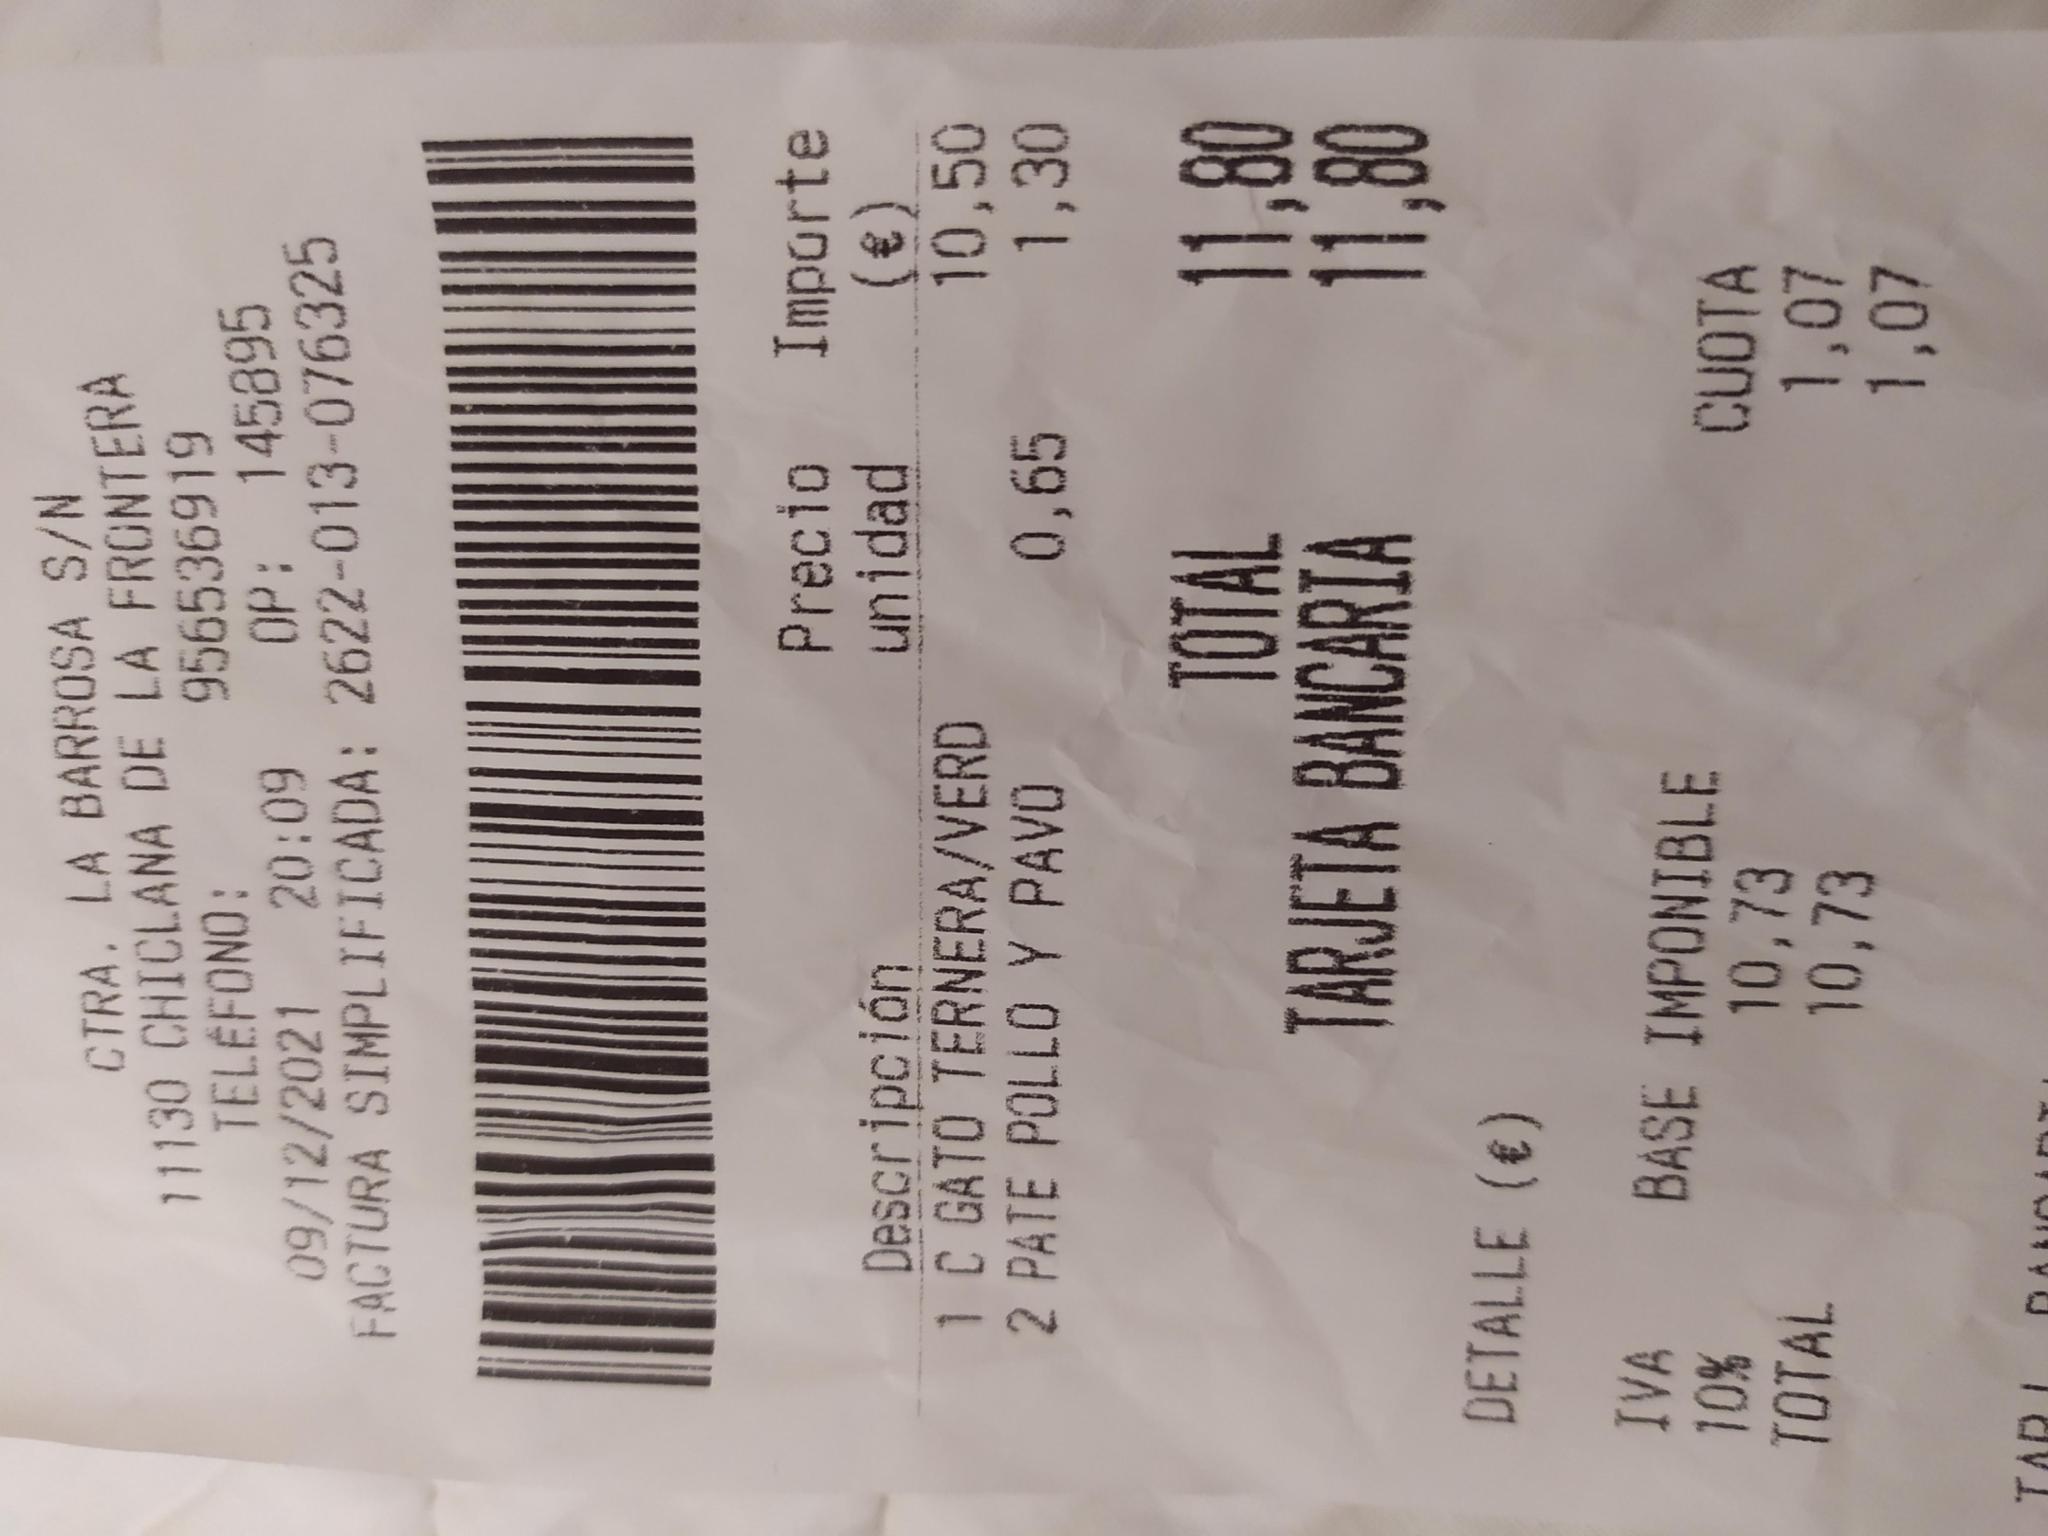 CTRA. LA BARROSA S/N
11130 CHICLANA DE LA FRONTERA
TELÉFONO: 956536919
09/12/2021 20:09 OP: 145895
FACTURA SIMPLIFICADA: 2622-013-076325
Precio Importe
Descripción unidad (€)
1 C GATO TERNERA/VERD 10,50
2 PATE POLLO Y PAVO 0,65 1,30
TOTAL 11,80
TARJETA BANCARIA 11,80
DETALLE (€)
IVA BASE IMPONIBLE CUOTA
10% 10,73 1,07
TOTAL 10,73 1,07